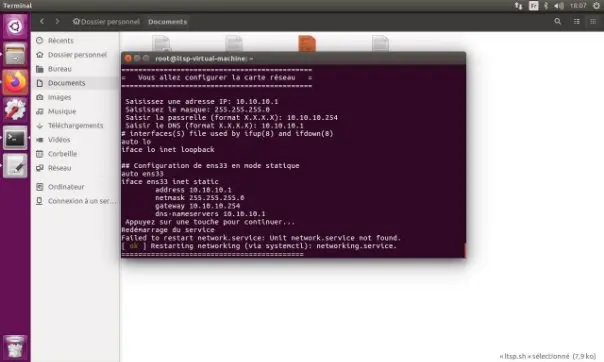 Terminal
Fr
16:07
Dossier personnel
Documents
Récents
Dossier personnel
Bureau
Documents
Images
Musique
Téléchargements
Vidéos
Corbeille
Réseau
Ordinateur
Connexion à un ser...
root@ltsp-virtual-machine: ~
==========================================
= Vous allez configurer la carte réseau =
==========================================
Saisissez une adresse IP: 10.10.10.1
Saisissez le masque: 255.255.255.0
Saisir la passrelle (format X.X.X.X): 10.10.10.254
Saisir le DNS (format X.X.X.X): 10.10.10.1
# interfaces(5) file used by ifup(8) and ifdown(8)
auto lo
iface lo inet loopback
## Configuration de ens33 en mode statique
auto ens33
iface ens33 inet static
address 10.10.10.1
netmask 255.255.255.0
gateway 10.10.10.254
dns-nameservers 10.10.10.1
Appuyez sur une touche pour continuer...
Redémarrage du service
Failed to restart network.service: Unit network.service not found.
[ ok ] Restarting networking (via systemctl): networking.service.
========================================
« ltsp.sh » sélectionné (7,9 ko)